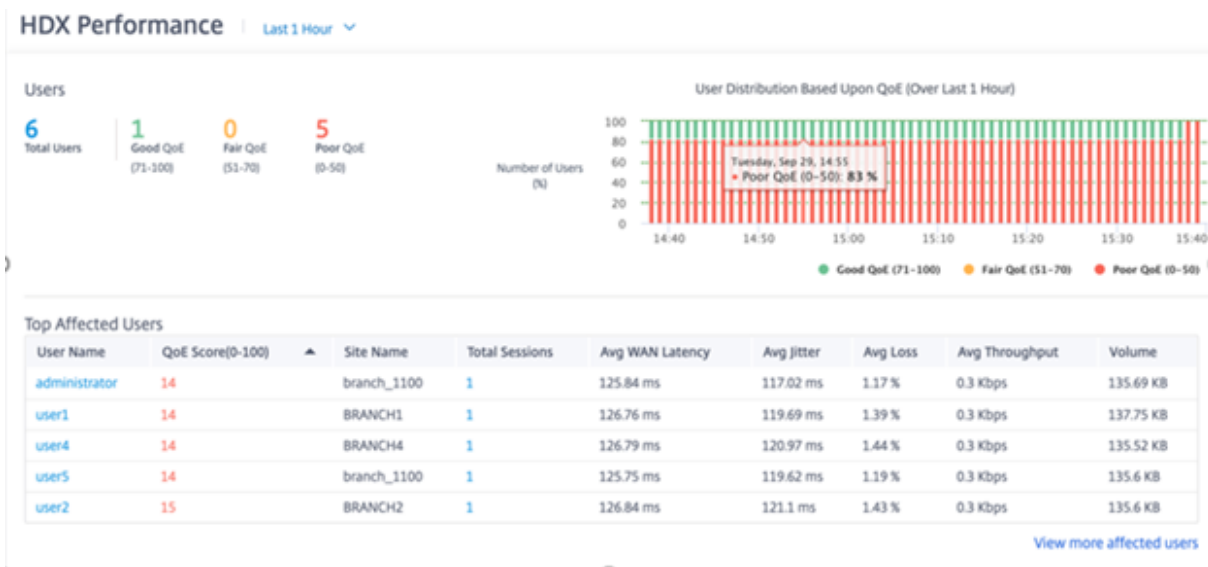 HDX Performance Last 1 Hour
Users
6 1 0 5
Total Users Good QoE Fair QoE Poor QoE
(71-100) (51-70) (0-50)
User Distribution Based Upon QoE (Over Last 1 Hour)
Number of Users
(%)
100
80
60
40
20
0
Tuesday, Sep 29, 14:55
• Poor QoE (0-50): 83 %
14:40 14:50 15:00 15:10 15:20 15:30 15:40
Good QoE (71-100) Fair QoE (51-70) Poor QoE (0-50)
Top Affected Users
User Name QoE Score(0-100) Site Name Total Sessions Avg WAN Latency Avg Jitter Avg Loss Avg Throughput Volume
administrator 14 branch_1100 1 125.84 ms 117.02 ms 1.17 % 0.3 Kbps 135.69 KB
user1 14 BRANCH1 1 126.76 ms 119.69 ms 1.39 % 0.3 Kbps 137.75 KB
user4 14 BRANCH4 1 126.79 ms 120.97 ms 1.44 % 0.3 Kbps 135.52 KB
user5 14 branch_1100 1 125.75 ms 119.62 ms 1.19 % 0.3 Kbps 135.6 KB
user2 15 BRANCH2 1 126.84 ms 121.1 ms 1.43 % 0.3 Kbps 135.6 KB
View more affected users